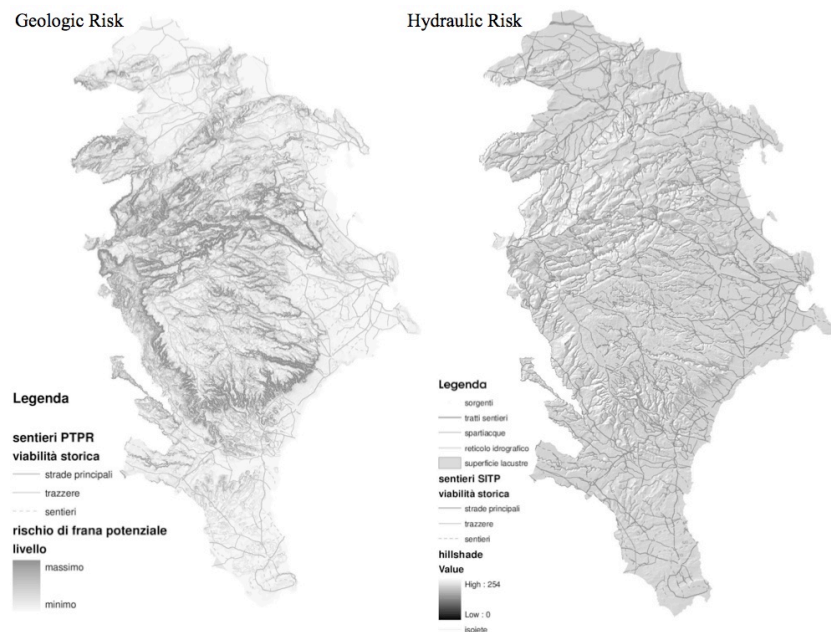 Geologic Risk
Legenda
sentieri PTPR
viabilità storica
strade principali
trazzere
sentieri
rischio di frana potenziale
livello
massimo
minimo
Hydraulic Risk
Legenda
sorgenti
tratti sentieri
spartiacque
reticolo idrografico
superficie lacustre
sentieri SITP
viabilità storica
strade principali
trazzere
sentieri
hillshade
Value
High : 254
Low : 0
isoiete